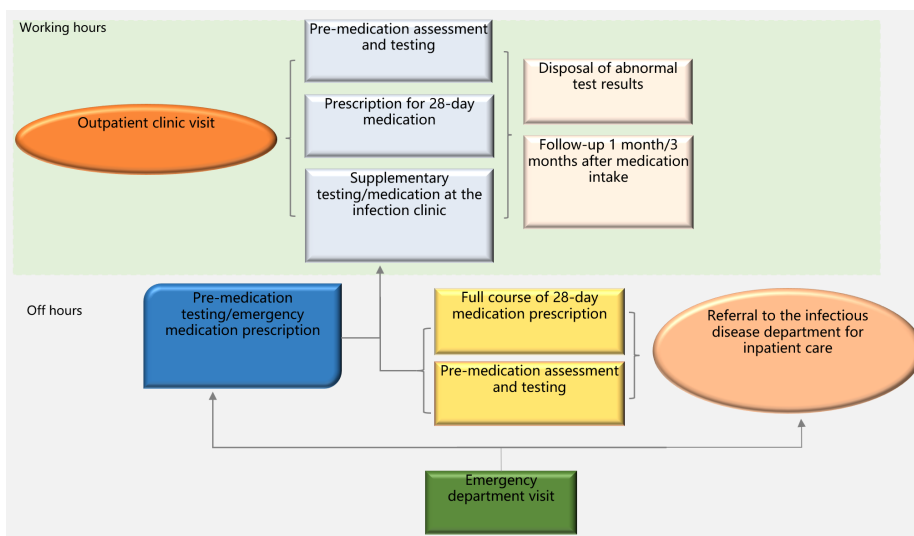 Working hours
Outpatient clinic visit
Pre-medication assessment
and testing
Prescription for 28-day
medication
Supplementary
testing/medication at the
infection clinic
Disposal of abnormal
test results
Follow-up 1 month/3
months after medication
intake
Off hours
Pre-medication
testing/emergency
medication prescription
Full course of 28-day
medication prescription
Pre-medication assessment
and testing
Referral to the infectious
disease department for
inpatient care
Emergency
department visit